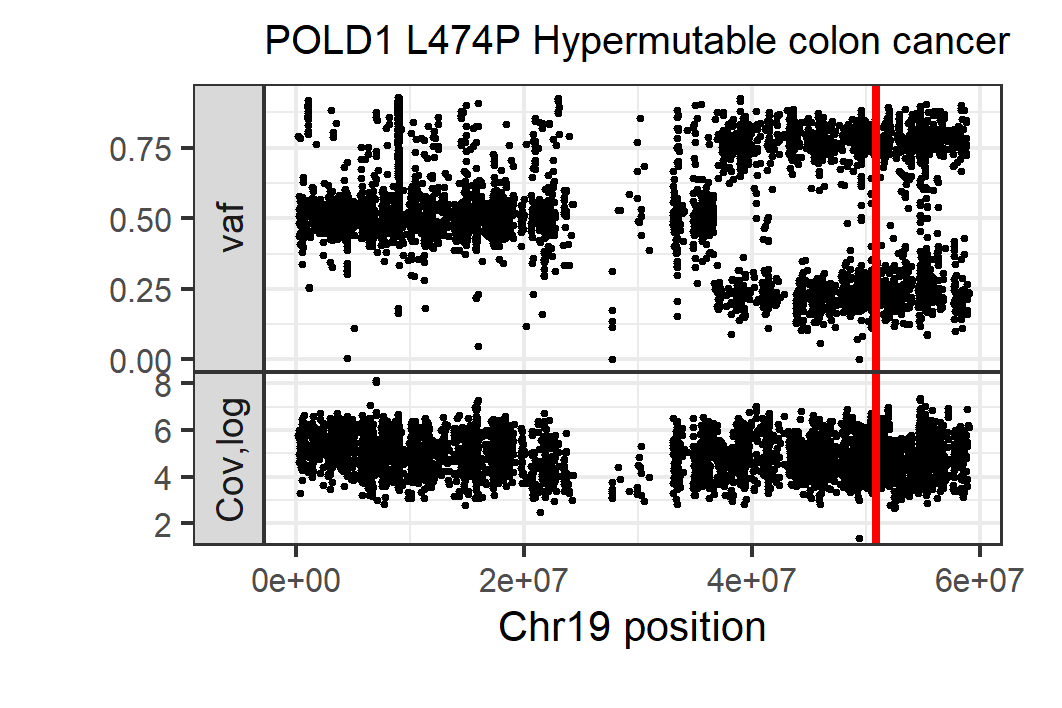 POLD1 L474P Hypermutable colon cancer
vaf
0.75
0.50
0.25
0.00
Cov,log
8
6
4
2
0e+00 2e+07 4e+07 6e+07
Chr19 position